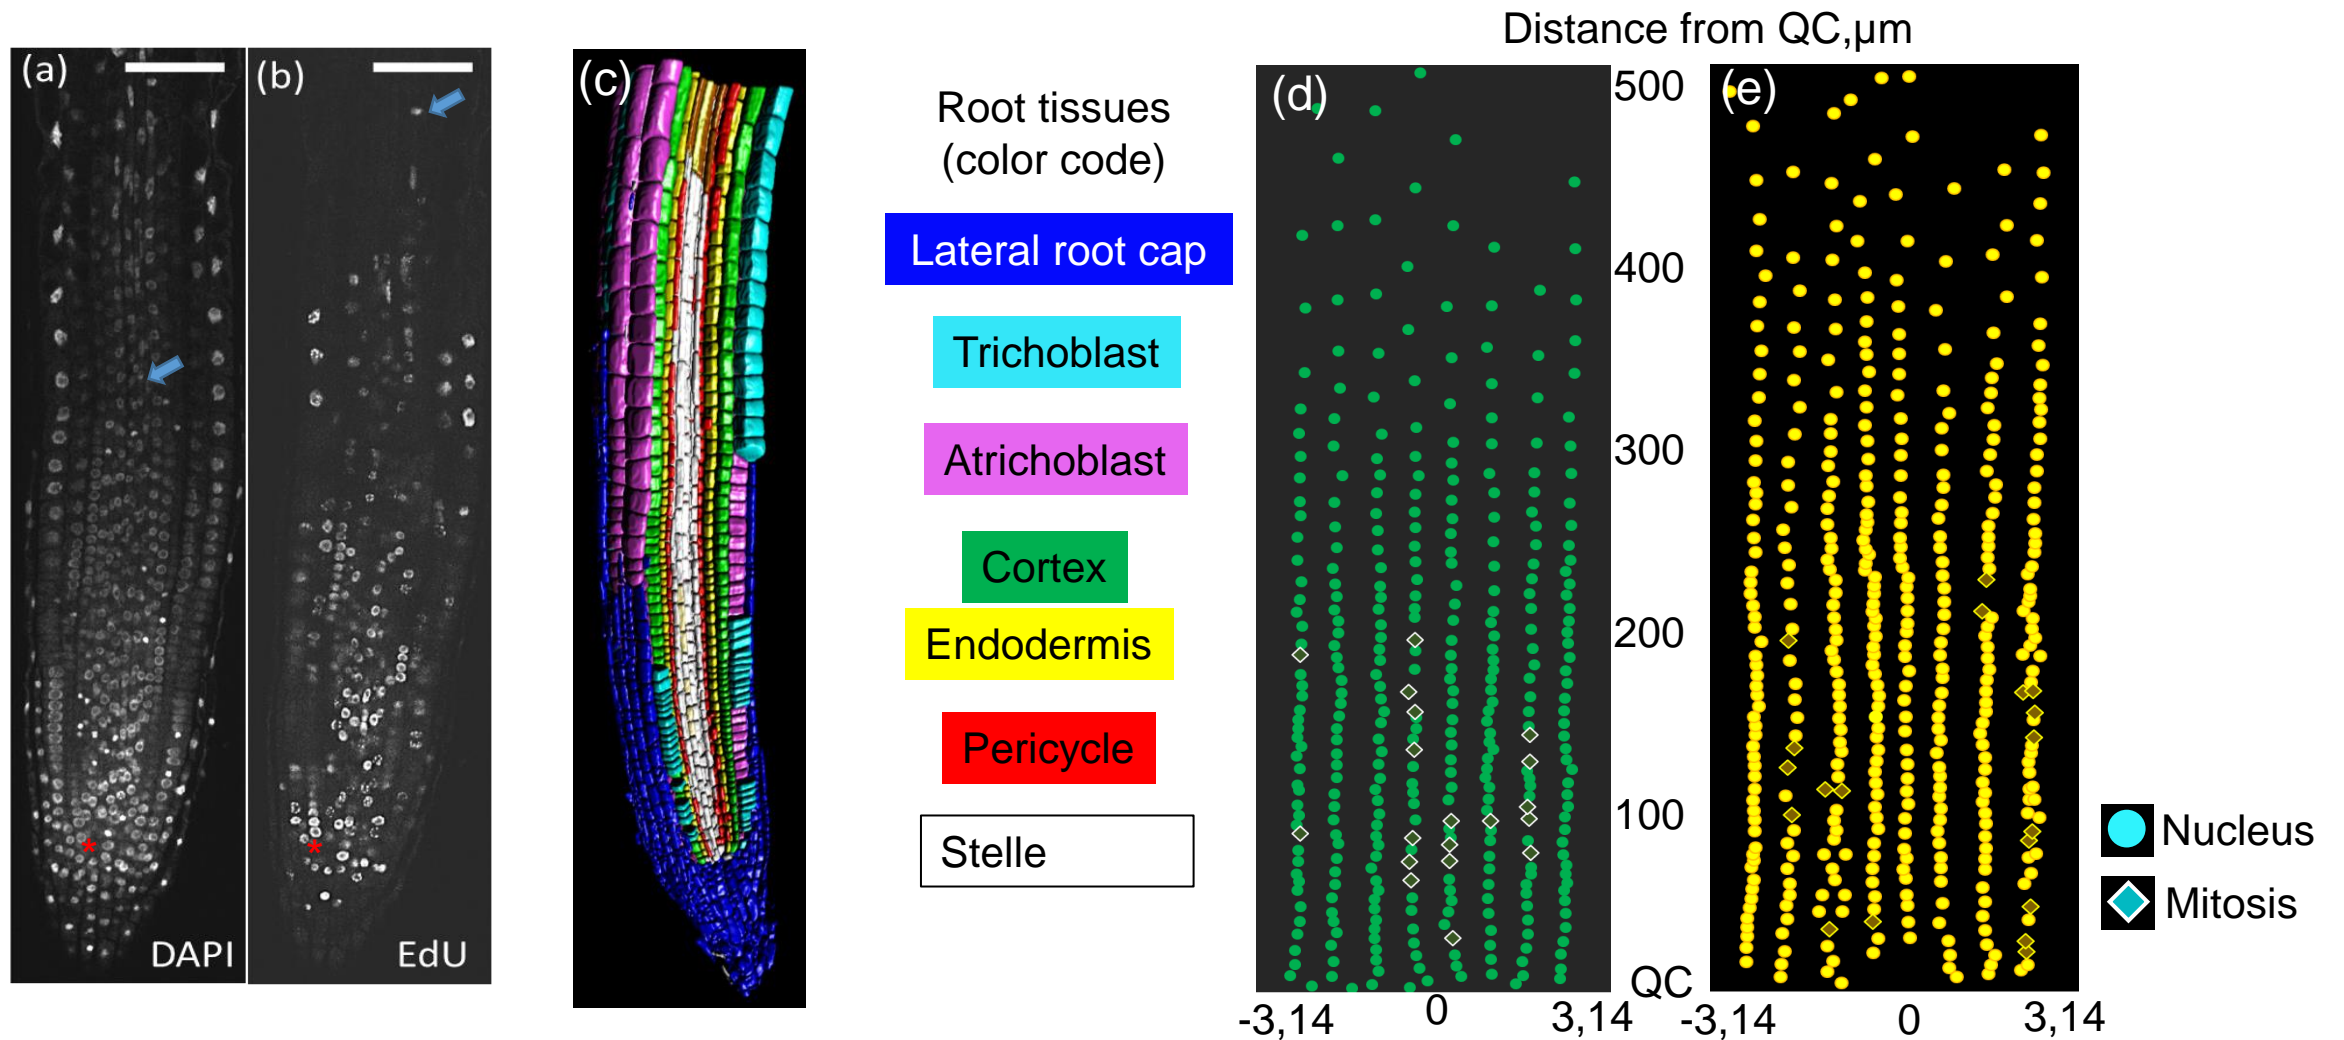 Distance from QC,µm
(a)
(b)
(c)
(d)
(e)
Root tissues
(color code)
Lateral root cap
Trichoblast
Atrichoblast
Cortex
Endodermis
Pericycle
Stelle
500
400
300
200
100
QC
Nucleus
Mitosis
*
*
DAPI
EdU
-3,14
0
3,14
-3,14
0
3,14